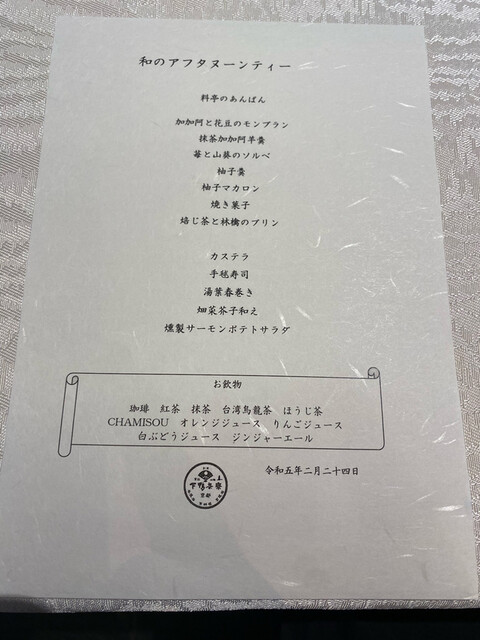 和のアフタヌーンティー
料亭のあんぱん
加加阿と花豆のモンブラン
抹茶加加阿羊羹
苺と山葵のソルベ
柚子羹
柚子マカロン
焼き菓子
焙じ茶と林檎のプリン
カステラ
手毬寿司
湯葉春巻き
畑菜芥子和え
燻製サーモンポテトサラダ
お飲物
珈琲 紅茶 抹茶 台湾烏龍茶 ほうじ茶
CHAMISOU オレンジジュース りんごジュース
白ぶどうジュース ジンジャーエール
令和五年二月二十四日
下鴨茶寮
京都